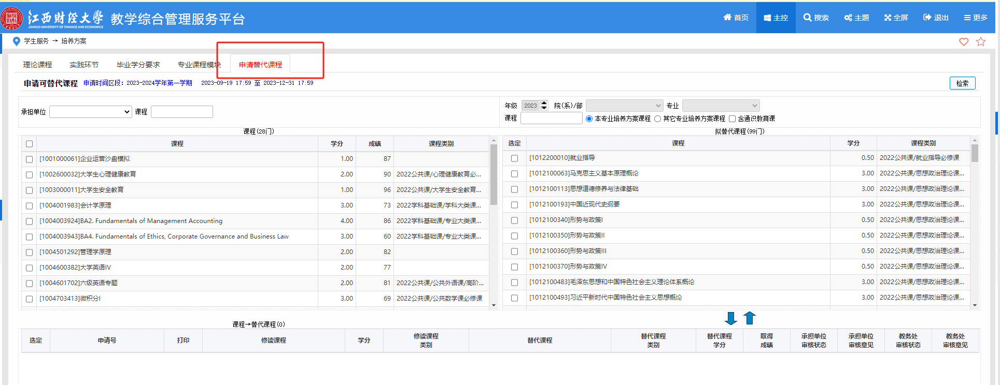 江西财经大学 教学综合管理服务平台
JIANGXI UNIVERSITY OF FINANCE AND ECONOMICS
首页 主控 搜索 主题 全屏 退出 更多
学生服务 → 培养方案
理论课程 实践环节 毕业学分要求 专业课程模块 申请替代课程
申请可替代课程 申请时间区段：2023-2024学年第一学期 2023-09-19 17:59 至 2023-12-31 17:59
检索
承担单位 课程
年级 2023 院(系)/部 专业
课程 本专业培养方案课程 其它专业培养方案课程 含通识教育课
课程(28门)
课程 学分 成绩 课程类别
[1001000061]企业运营沙盘模拟 1.00 87
[1002600032]大学生心理健康教育 2.00 90 2022公共课/心理健康教育必...
[1003000011]大学生安全教育 1.00 96 2022公共课/大学生安全教育...
[1004001983]会计学原理 3.00 73 2022学科基础课/学科大类课...
[1004003924]BA2. Fundamentals of Management Accounting 4.00 86 2022学科基础课/专业大类课...
[1004003943]BA4. Fundamentals of Ethics, Corporate Governance and Business Law 3.00 60 2022学科基础课/专业大类课...
[1004501292]管理学原理 2.00 82
[1004600382]大学英语IV 2.00 77
[1004601702]六级英语专题 2.00 81 2022公共课/公共外语课/高阶...
[1004703413]微积分I 3.00 69 2022公共课/公共数学课必修课
拟替代课程(99门)
选定 课程 学分 课程类别
[1012200010]就业指导 0.50 2022公共课/就业指导必修课
[1012100063]马克思主义基本原理概论 3.00 2022公共课/思想政治理论课...
[1012100113]思想道德修养与法律基础 3.00 2022公共课/思想政治理论课...
[1012100193]中国近现代史纲要 3.00 2022公共课/思想政治理论课...
[1012100340]形势与政策I 0.50 2022公共课/思想政治理论课...
[1012100350]形势与政策II 0.50 2022公共课/思想政治理论课...
[1012100360]形势与政策III 0.50 2022公共课/思想政治理论课...
[1012100370]形势与政策IV 0.50 2022公共课/思想政治理论课...
[1012100483]毛泽东思想和中国特色社会主义理论体系概论 3.00 2022公共课/思想政治理论课...
[1012100493]习近平新时代中国特色社会主义思想概论 3.00 2022公共课/思想政治理论课...
课程→替代课程(0)
选定 申请号 打印 修读课程 学分 修读课程类别 替代课程 替代课程类别 替代课程学分 取得成绩 承担单位审核状态 承担单位审核意见 教务处审核状态 教务处审核意见